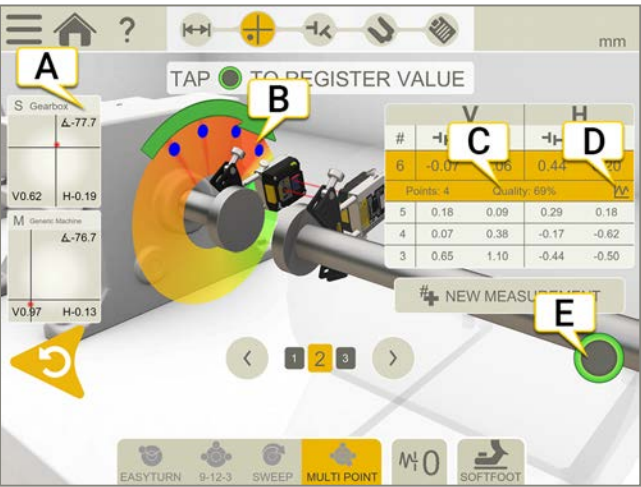 ?
mm
TAP TO REGISTER VALUE
A
B
C
D
E
S Gearbox
∡-77.7
V0.62 H-0.19
M Generic Machine
∡-76.7
V0.97 H-0.13
V H
#
6 -0.07 .06 0.44 20
Points: 4 Quality: 69%
5 0.18 0.09 0.29 0.18
4 0.07 0.38 -0.17 -0.62
3 0.65 1.10 -0.44 -0.50
NEW MEASUREMENT
1 2 3
EASYTURN 9-12-3 SWEEP MULTI POINT 0 SOFTFOOT